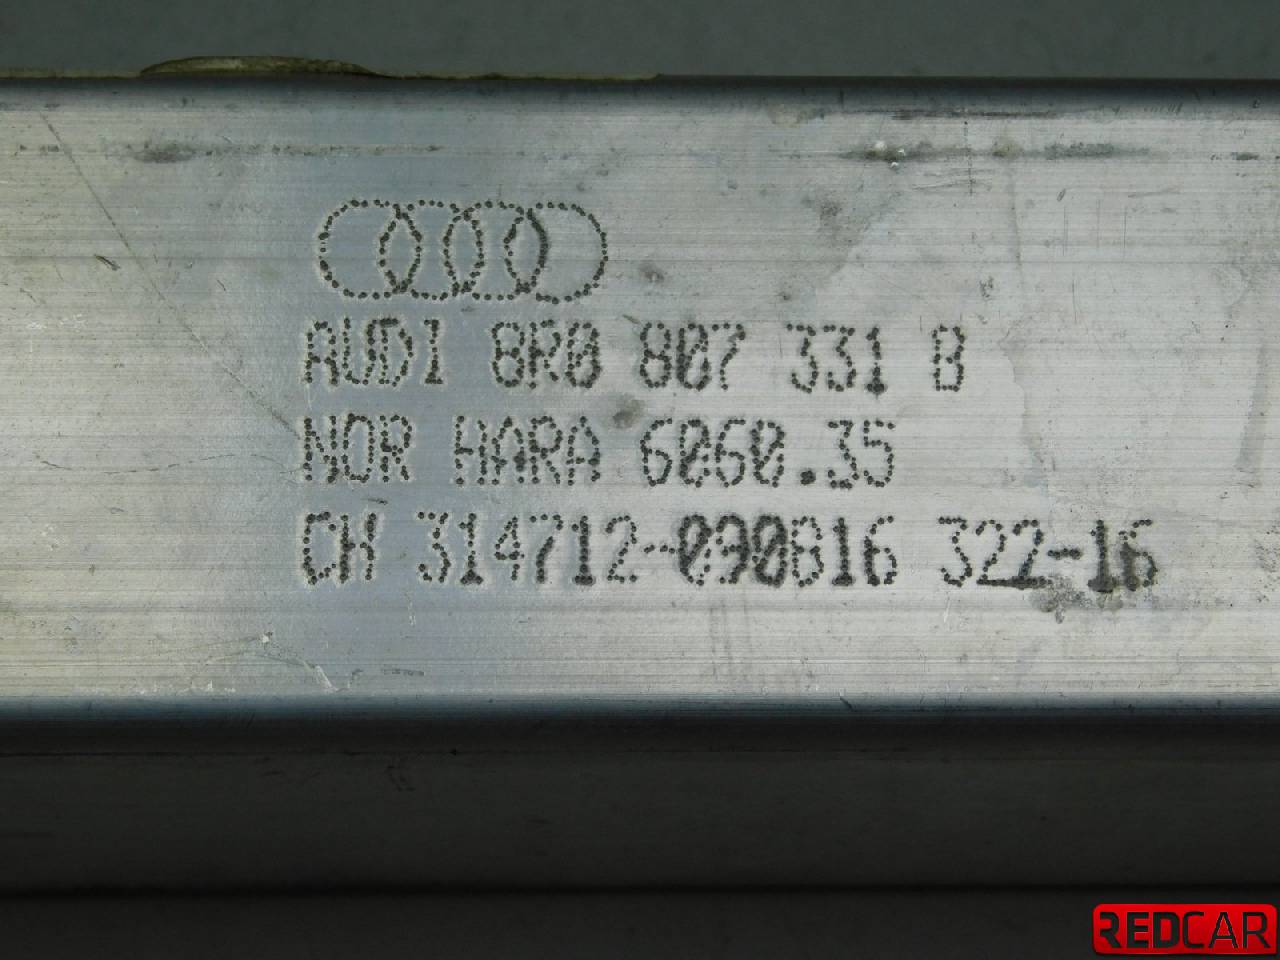 AUDI 8R0 807 331 B
NOR HARA 6060.35
CH 314712-090816 322-16
REDCAR